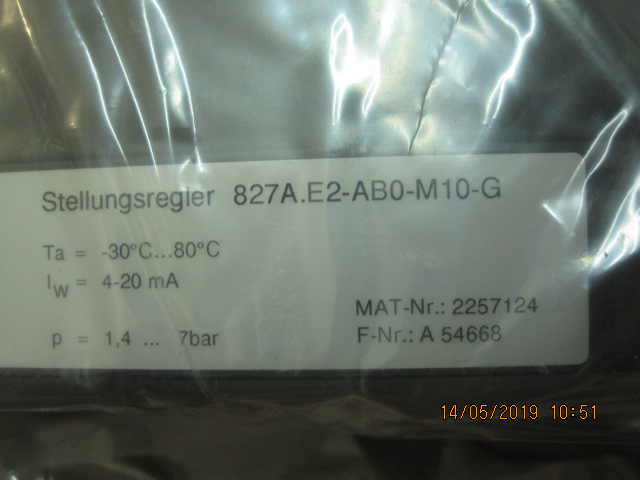 Stellungsregler 827A.E2-AB0-M10-G
Ta = -30°C...80°C
IW = 4-20 mA
MAT-Nr.: 2257124
p = 1,4 ... 7bar
F-Nr.: A 54668
14/05/2019 10:51